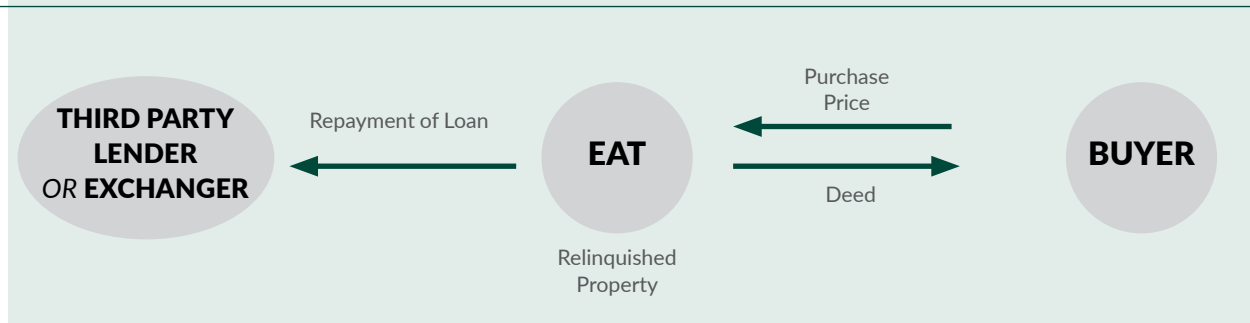 THIRD PARTY
LENDER
OR EXCHANGER
Repayment of Loan
EAT
Relinquished
Property
Purchase
Price
Deed
BUYER